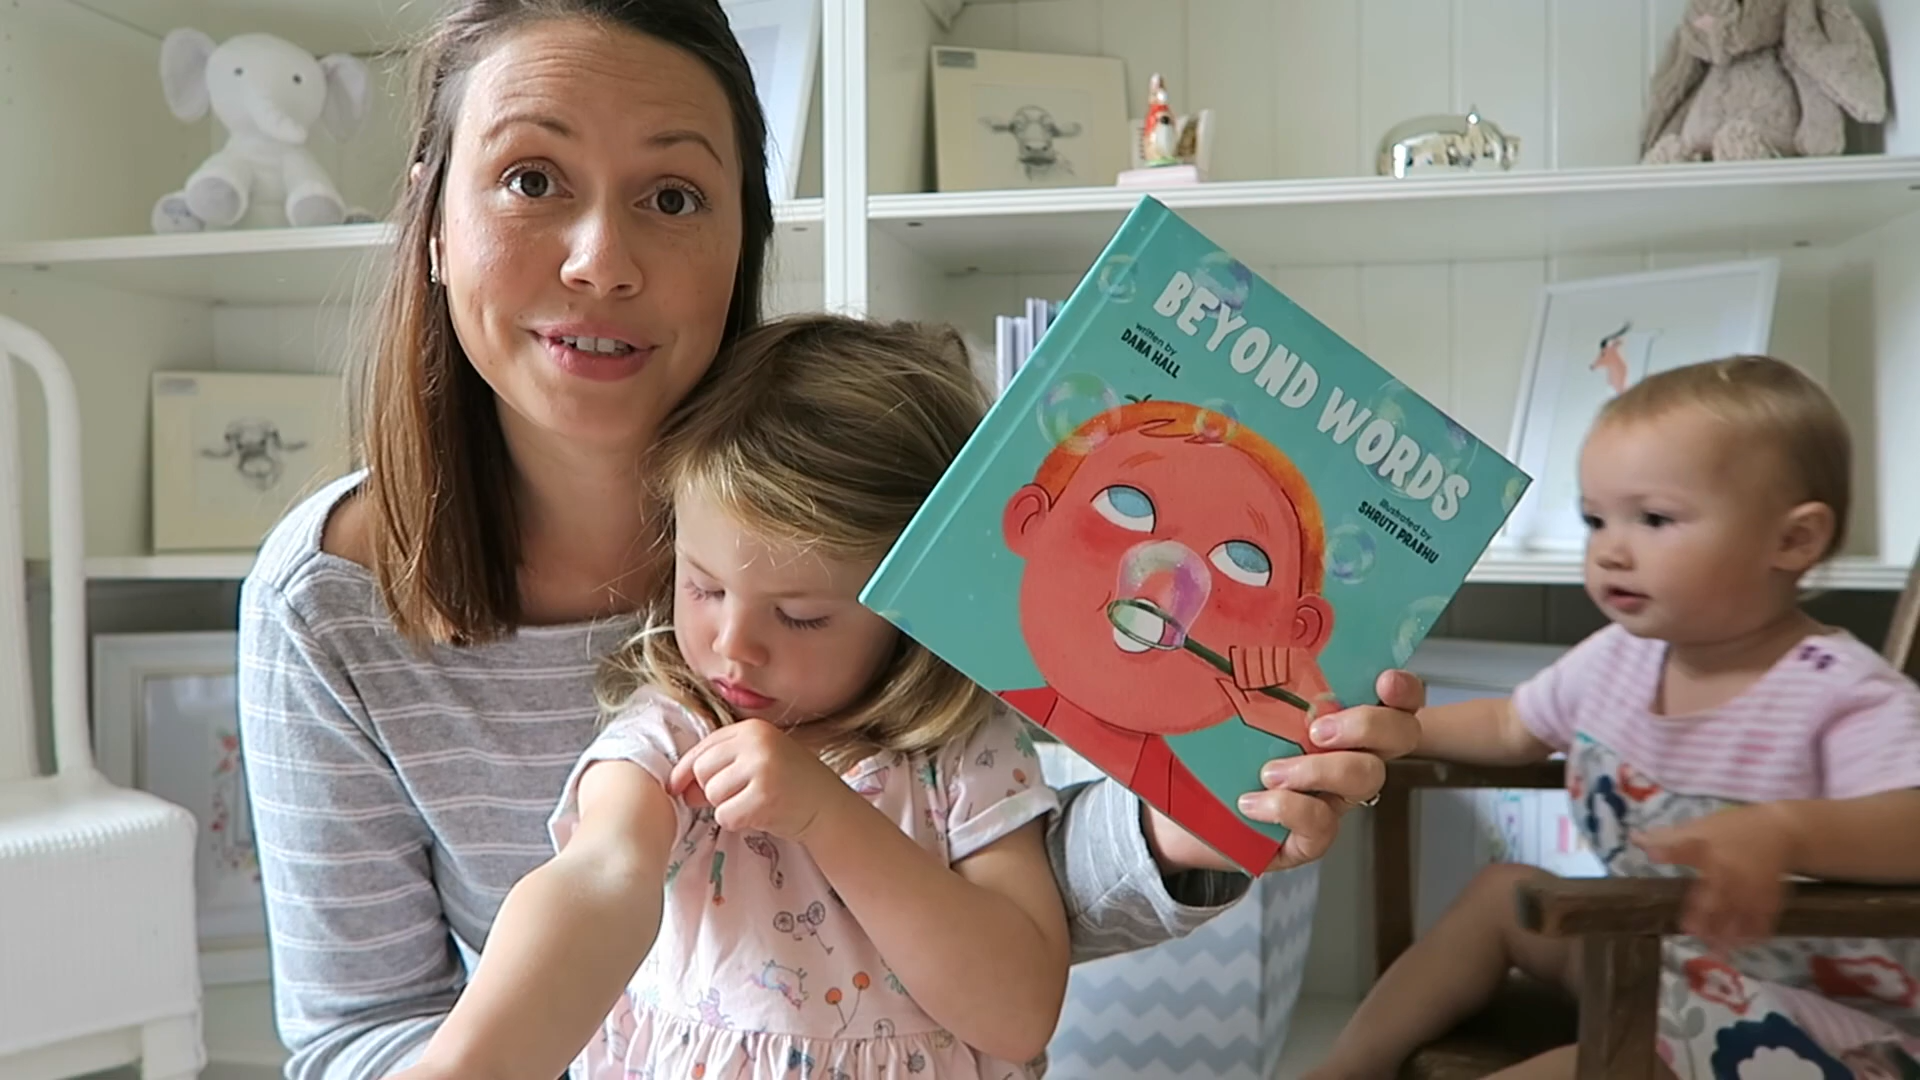 BEYOND WORDS
written by
DANA HALL
illustrated by
SHRUTI PRABHU